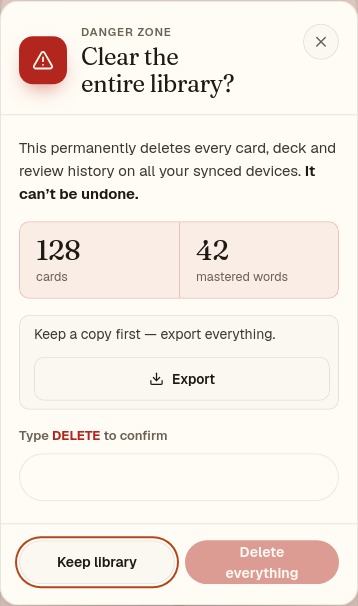 DANGER ZONE
Clear the
entire library?
This permanently deletes every card, deck and
review history on all your synced devices. It
can’t be undone.
128
cards
42
mastered words
Keep a copy first — export everything.
Export
Type DELETE to confirm
Keep library
Delete
everything